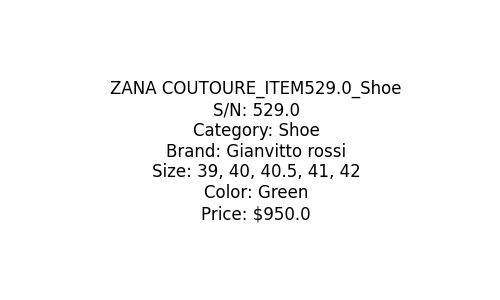 ZANA COUTOURE_ITEM529.0_Shoe
S/N: 529.0
Category: Shoe
Brand: Gianvitto rossi
Size: 39, 40, 40.5, 41, 42
Color: Green
Price: $950.0